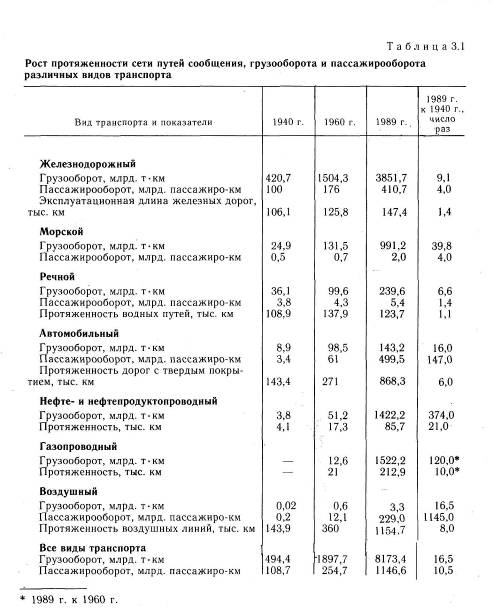 Таблица 3.1
Рост протяженности сети путей сообщения, грузооборота и пассажирооборота
различных видов транспорта
Вид транспорта и показатели 1940 г. 1960 г. 1989 г. 1989 г. к 1940 г., число раз
Железнодорожный
Грузооборот, млрд. т·км 420,7 1504,3 3851,7 9,1
Пассажирооборот, млрд. пассажиро-км 100 176 410,7 4,0
Эксплуатационная длина железных дорог,
тыс. км 106,1 125,8 147,4 1,4
Морской
Грузооборот, млрд. т·км 24,9 131,5 991,2 39,8
Пассажирооборот, млрд. пассажиро-км 0,5 0,7 2,0 4,0
Речной
Грузооборот, млрд. т·км 36,1 99,6 239,6 6,6
Пассажирооборот, млрд. пассажиро-км 3,8 4,3 5,4 1,4
Протяженность водных путей, тыс. км 108,9 137,9 123,7 1,1
Автомобильный
Грузооборот, млрд. т·км 8,9 98,5 143,2 16,0
Пассажирооборот, млрд. пассажиро-км 3,4 61 499,5 147,0
Протяженность дорог с твердым покры-
тием, тыс. км 143,4 271 868,3 6,0
Нефте- и нефтепродуктопроводный
Грузооборот, млрд. т·км 3,8 51,2 1422,2 374,0
Протяженность, тыс. км 4,1 17,3 85,7 21,0
Газопроводный
Грузооборот, млрд. т·км — 12,6 1522,2 120,0*
Протяженность, тыс. км — 21 212,9 10,0*
Воздушный
Грузооборот, млрд. т·км 0,02 0,6 3,3 16,5
Пассажирооборот, млрд. пассажиро-км 0,2 12,1 229,0 1145,0
Протяженность воздушных линий, тыс. км 143,9 360 1154,7 8,0
Все виды транспорта
Грузооборот, млрд. т·км 494,4 1897,7 8173,4 16,5
Пассажирооборот, млрд. пассажиро-км 108,7 254,7 1146,6 10,5
* 1989 г. к 1960 г.